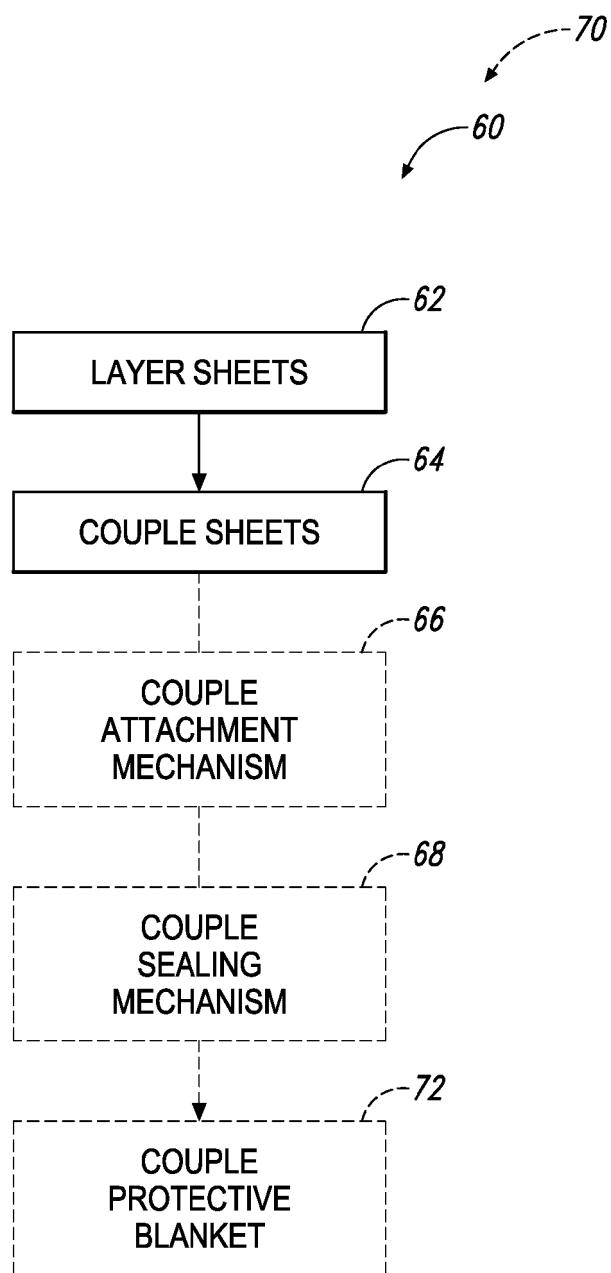 70
60
62
LAYER SHEETS
64
COUPLE SHEETS
66
COUPLE
ATTACHMENT
MECHANISM
68
COUPLE
SEALING
MECHANISM
72
COUPLE
PROTECTIVE
BLANKET